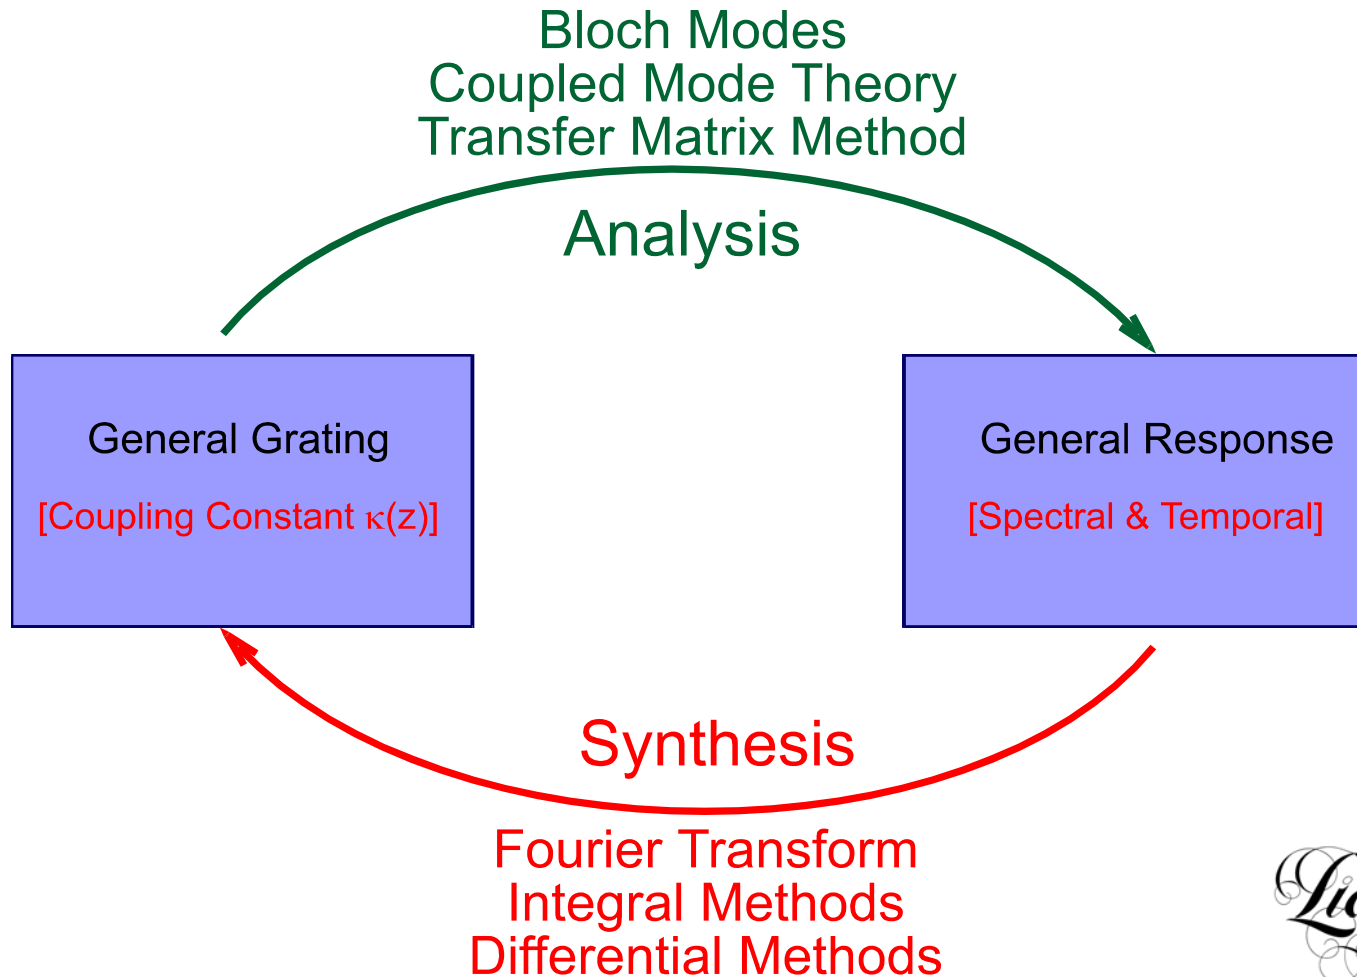 Bloch Modes
Coupled Mode Theory
Transfer Matrix Method
Analysis
General Grating
[Coupling Constant κ(z)]
General Response
[Spectral & Temporal]
Synthesis
Fourier Transform
Integral Methods
Differential Methods